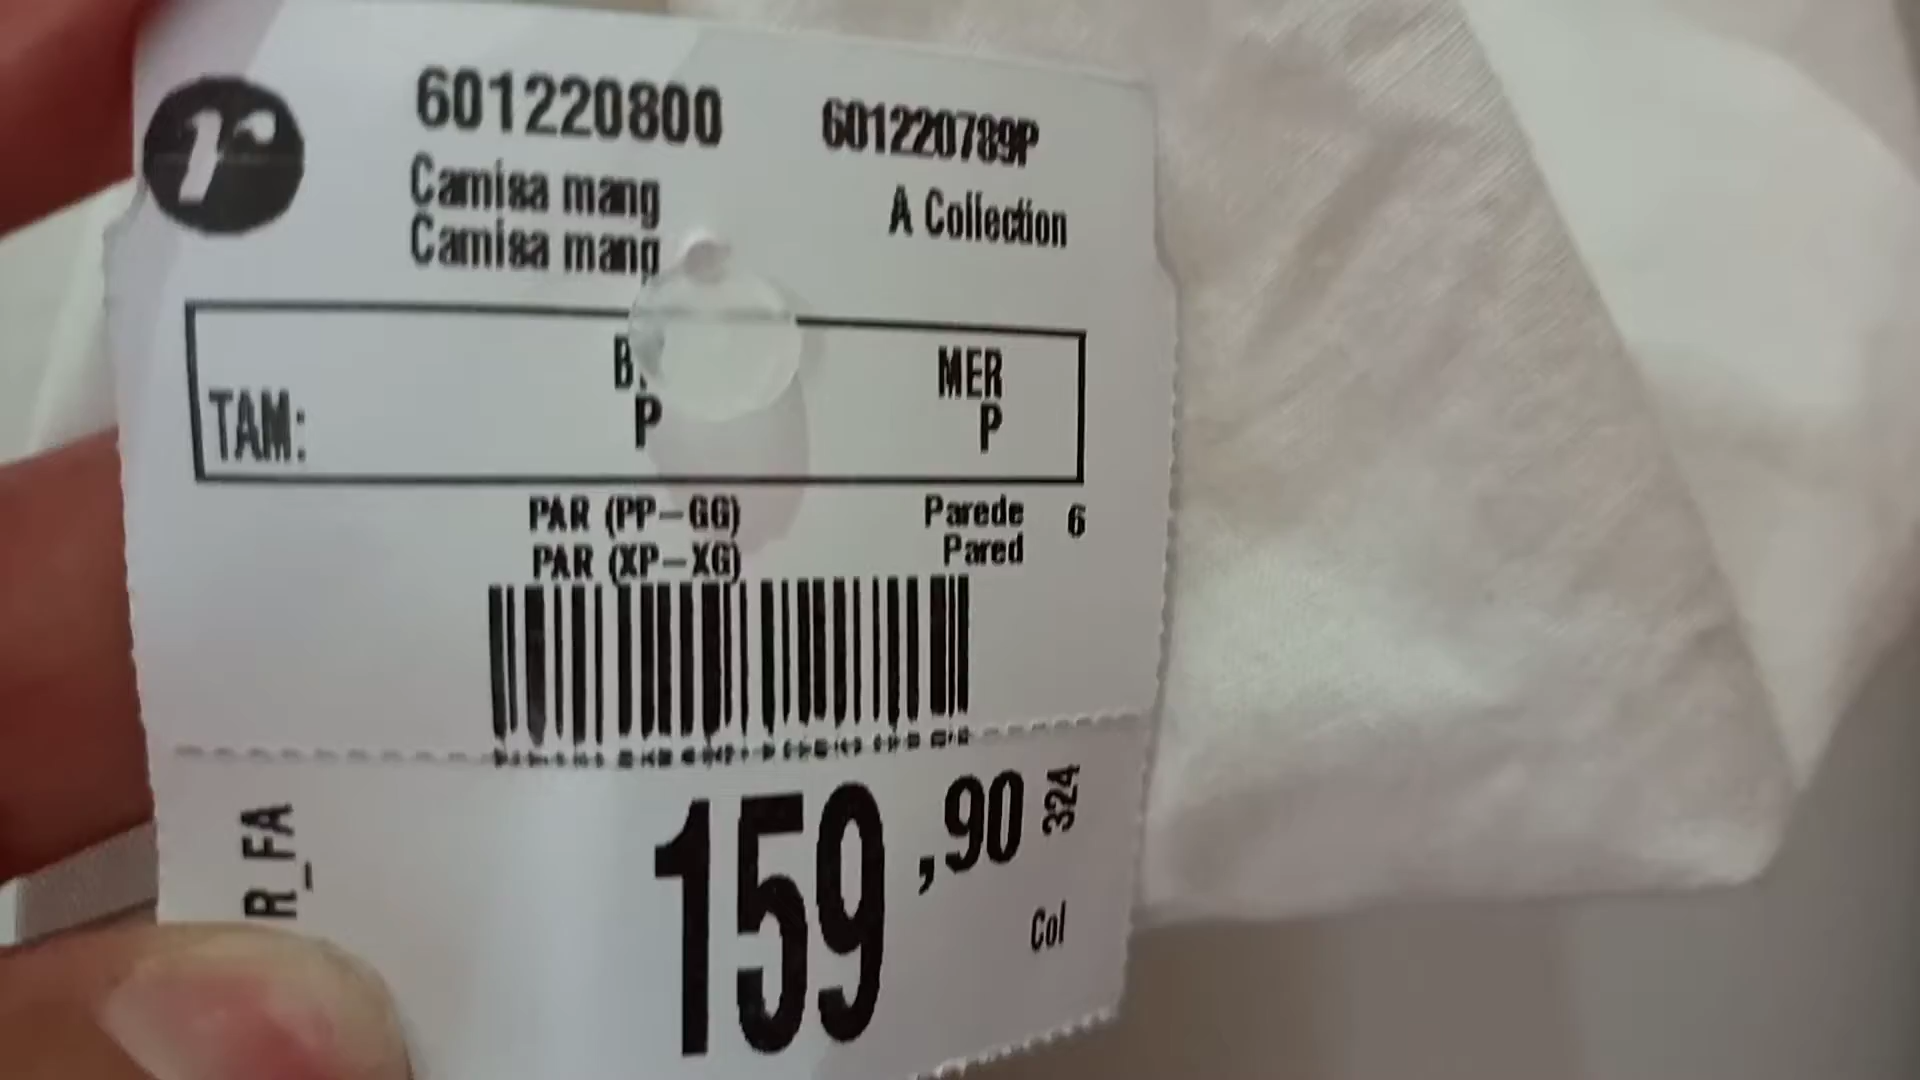 r
601220800 601220789P
Camisa mang
Camisa mang
A Collection
B. MER
TAM: P P
PAR (PP-GG) Parede 6
PAR (XP-XG) Pared
R_FA
159,90
324
Col